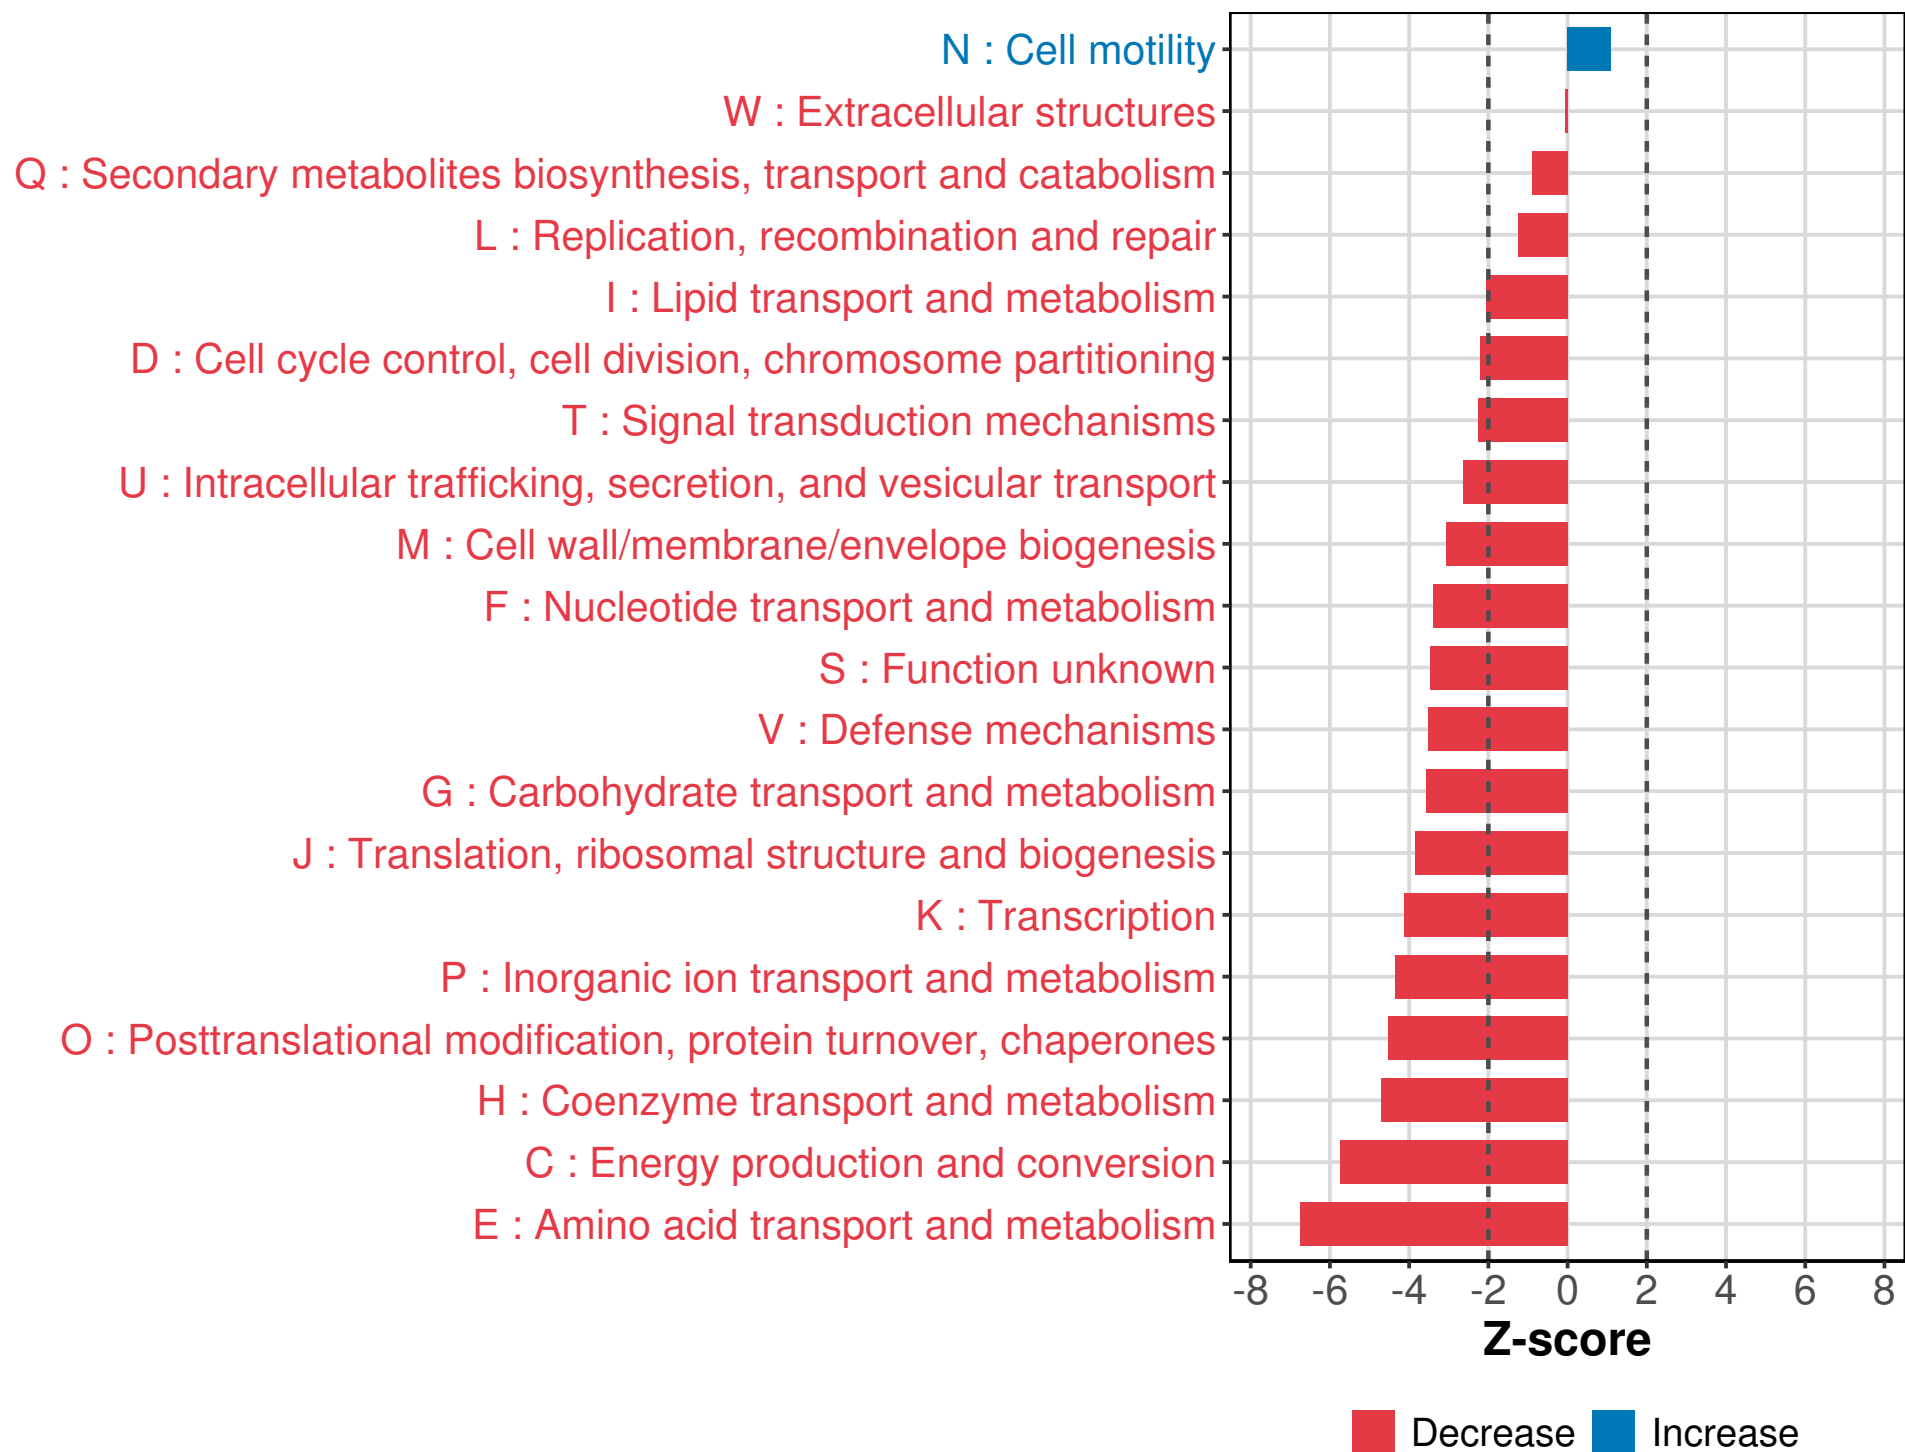 N : Cell motility
W : Extracellular structures
Q : Secondary metabolites biosynthesis, transport and catabolism
L : Replication, recombination and repair
I : Lipid transport and metabolism
D : Cell cycle control, cell division, chromosome partitioning
T : Signal transduction mechanisms
U : Intracellular trafficking, secretion, and vesicular transport
M : Cell wall/membrane/envelope biogenesis
F : Nucleotide transport and metabolism
S : Function unknown
V : Defense mechanisms
G : Carbohydrate transport and metabolism
J : Translation, ribosomal structure and biogenesis
K : Transcription
P : Inorganic ion transport and metabolism
O : Posttranslational modification, protein turnover, chaperones
H : Coenzyme transport and metabolism
C : Energy production and conversion
E : Amino acid transport and metabolism
-8 -6 -4 -2 0 2 4 6 8
Z-score
Decrease Increase